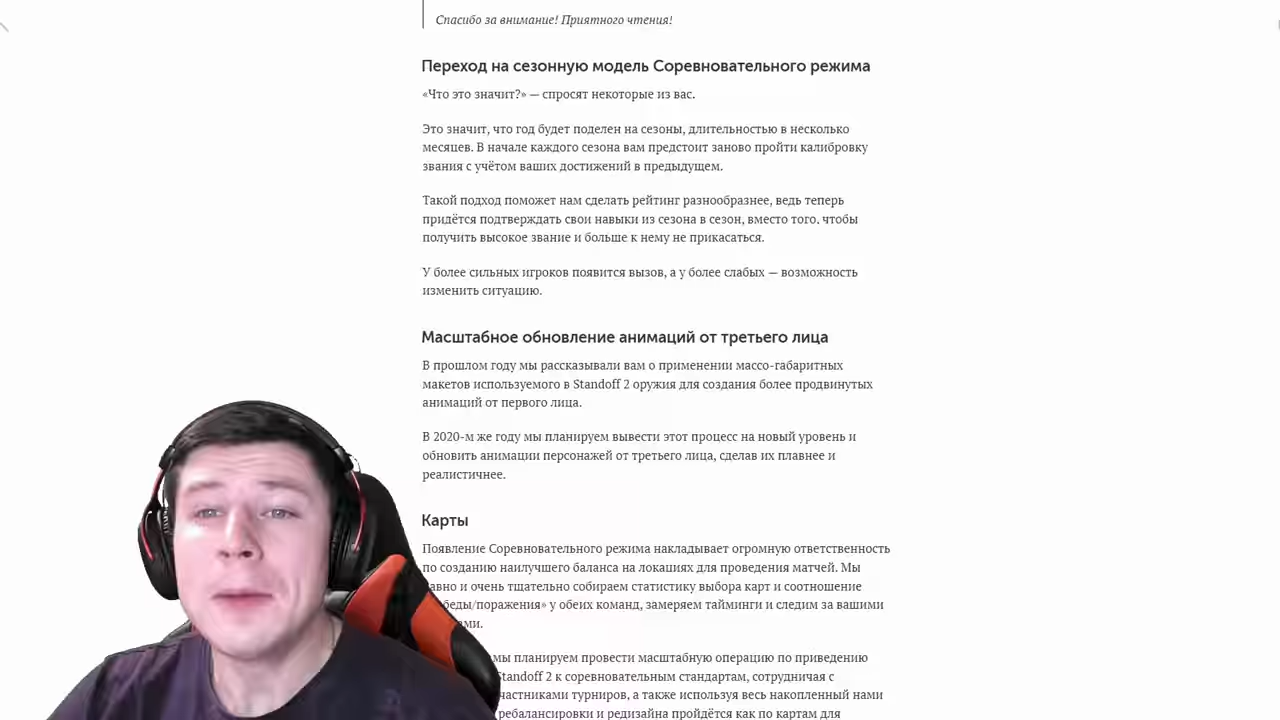 Спасибо за внимание! Приятного чтения!
Переход на сезонную модель Соревновательного режима
«Что это значит?» — спросят некоторые из вас.
Это значит, что год будет поделен на сезоны, длительностью в несколько
месяцев. В начале каждого сезона вам предстоит заново пройти калибровку
звания с учётом ваших достижений в предыдущем.
Такой подход поможет нам сделать рейтинг разнообразнее, ведь теперь
придётся подтверждать свои навыки из сезона в сезон, вместо того, чтобы
получить высокое звание и больше к нему не прикасаться.
У более сильных игроков появится вызов, а у более слабых — возможность
изменить ситуацию.
Масштабное обновление анимаций от третьего лица
В прошлом году мы рассказывали вам о применении массо-габаритных
макетов используемого в Standoff 2 оружия для создания более продвинутых
анимаций от первого лица.
В 2020-м же году мы планируем вывести этот процесс на новый уровень и
обновить анимации персонажей от третьего лица, сделав их плавнее и
реалистичнее.
Карты
Появление Соревновательного режима накладывает огромную ответственность
по созданию наилучшего баланса на локациях для проведения матчей. Мы
авно и очень тщательно собираем статистику выбора карт и соотношение
беды/поражения» у обеих команд, замеряем тайминги и следим за вашими
ами.
мы планируем провести масштабную операцию по приведению
Standoff 2 к соревновательным стандартам, сотрудничая с
частниками турниров, а также используя весь накопленный нами
ребалансировки и редизайна пройдётся как по картам для